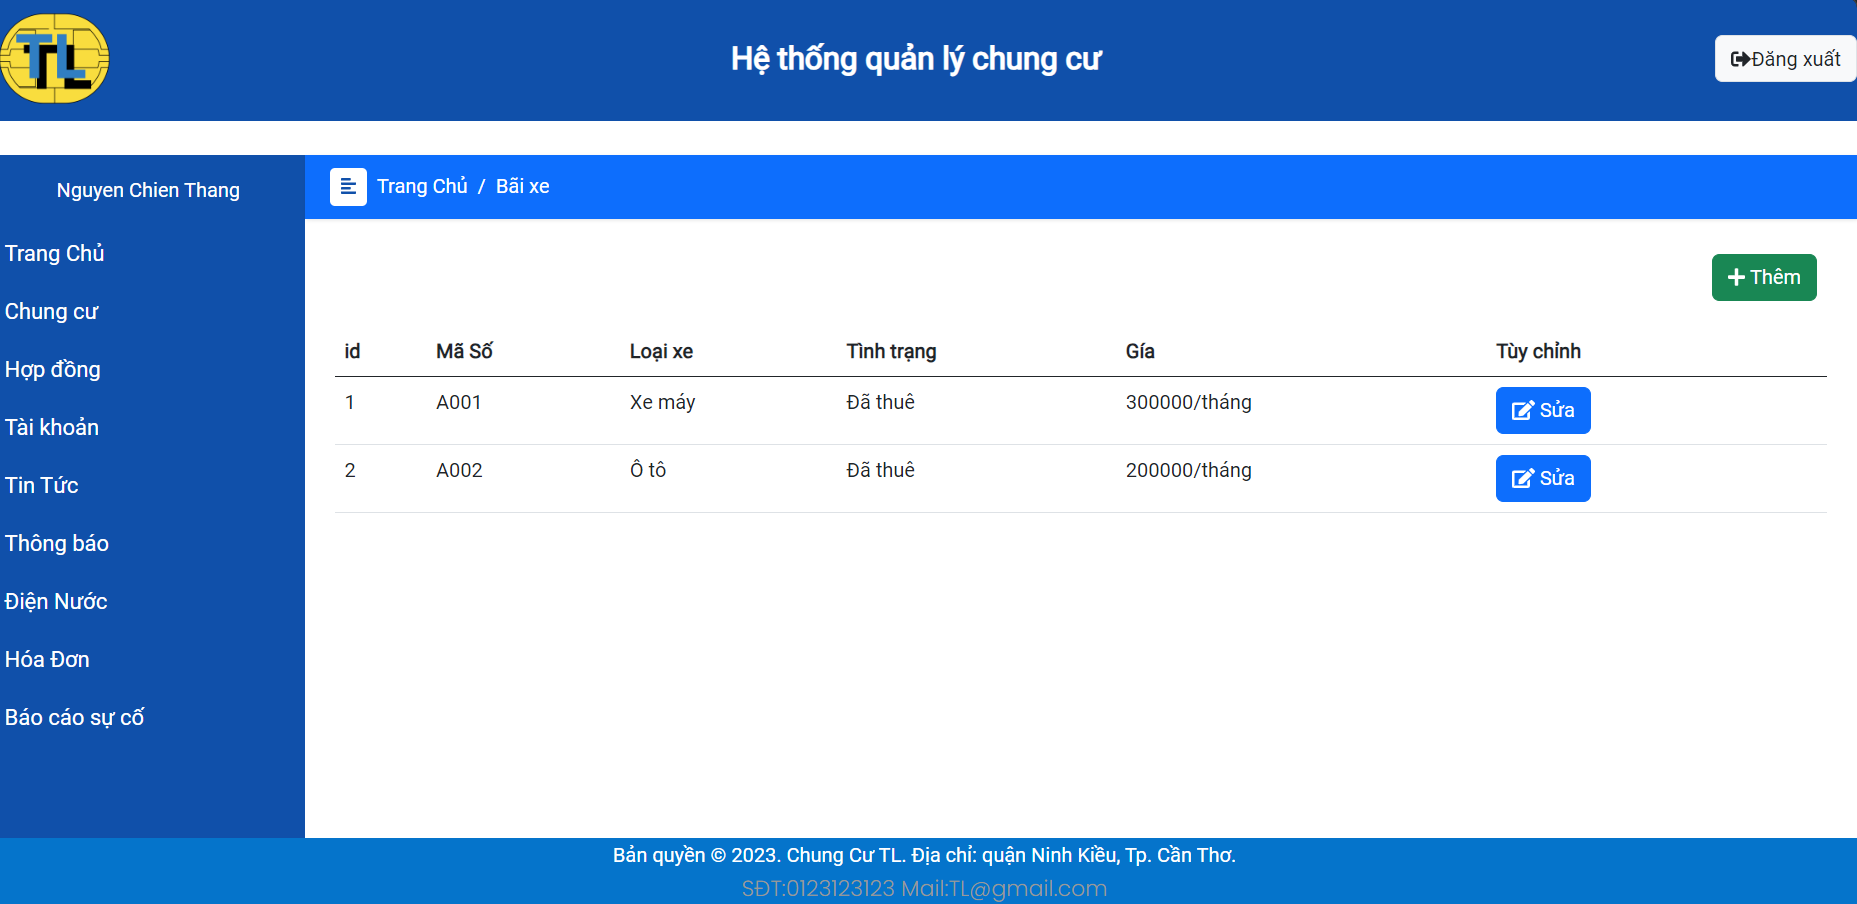 TL
Hệ thống quản lý chung cư
Đăng xuất
Nguyen Chien Thang
Trang Chủ / Bãi xe
Trang Chủ
Chung cư
Hợp đồng
Tài khoản
Tin Tức
Thông báo
Điện Nước
Hóa Đơn
Báo cáo sự cố
Thêm
id Mã Số Loại xe Tình trạng Gía Tùy chỉnh
1 A001 Xe máy Đã thuê 300000/tháng Sửa
2 A002 Ô tô Đã thuê 200000/tháng Sửa
Bản quyền © 2023. Chung Cư TL. Địa chỉ: quận Ninh Kiều, Tp. Cần Thơ.
SĐT:0123123123 Mail:TL@gmail.com